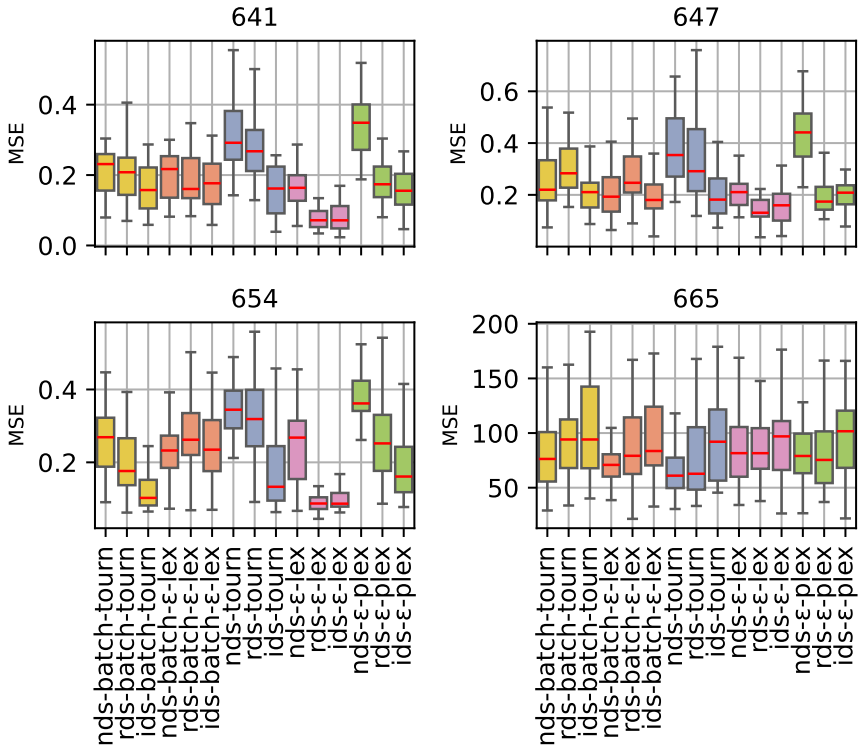 641
MSE
0.4
0.2
0.0
647
MSE
0.6
0.4
0.2
654
MSE
0.4
0.2
nds-batch-tourn
rds-batch-tourn
ids-batch-tourn
nds-batch-ε-lex
rds-batch-ε-lex
ids-batch-ε-lex
nds-tourn
rds-tourn
ids-tourn
nds-ε-lex
rds-ε-lex
ids-ε-lex
nds-ε-plex
rds-ε-plex
ids-ε-plex
665
MSE
200
150
100
50
nds-batch-tourn
rds-batch-tourn
ids-batch-tourn
nds-batch-ε-lex
rds-batch-ε-lex
ids-batch-ε-lex
nds-tourn
rds-tourn
ids-tourn
nds-ε-lex
rds-ε-lex
ids-ε-lex
nds-ε-plex
rds-ε-plex
ids-ε-plex